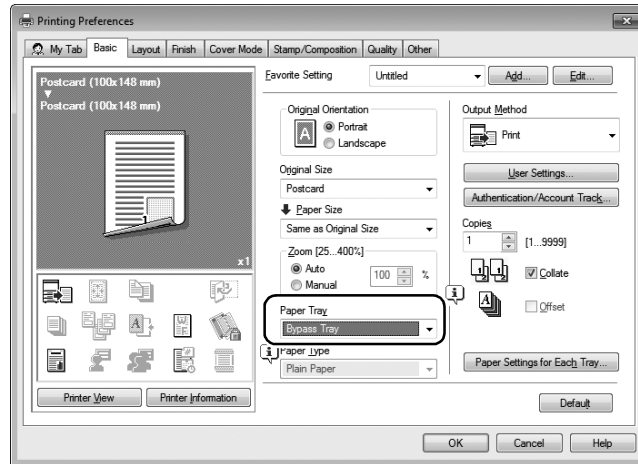 Printing Preferences
My Tab Basic Layout Finish Cover Mode Stamp/Composition Quality Other
Postcard (100x148 mm)
Postcard (100x148 mm)
1
x1
Printer View Printer Information
Favorite Setting Untitled Add... Edit...
Original Orientation
A Portrait
Landscape
Original Size
Postcard
Paper Size
Same as Original Size
Zoom [25...400%]
Auto
Manual
100 %
Paper Tray
Bypass Tray
Paper Type
Plain Paper
Output Method
Print
User Settings...
Authentication/Account Track...
Copies
1 [1...9999]
Collate
Offset
Paper Settings for Each Tray...
Default
OK Cancel Help